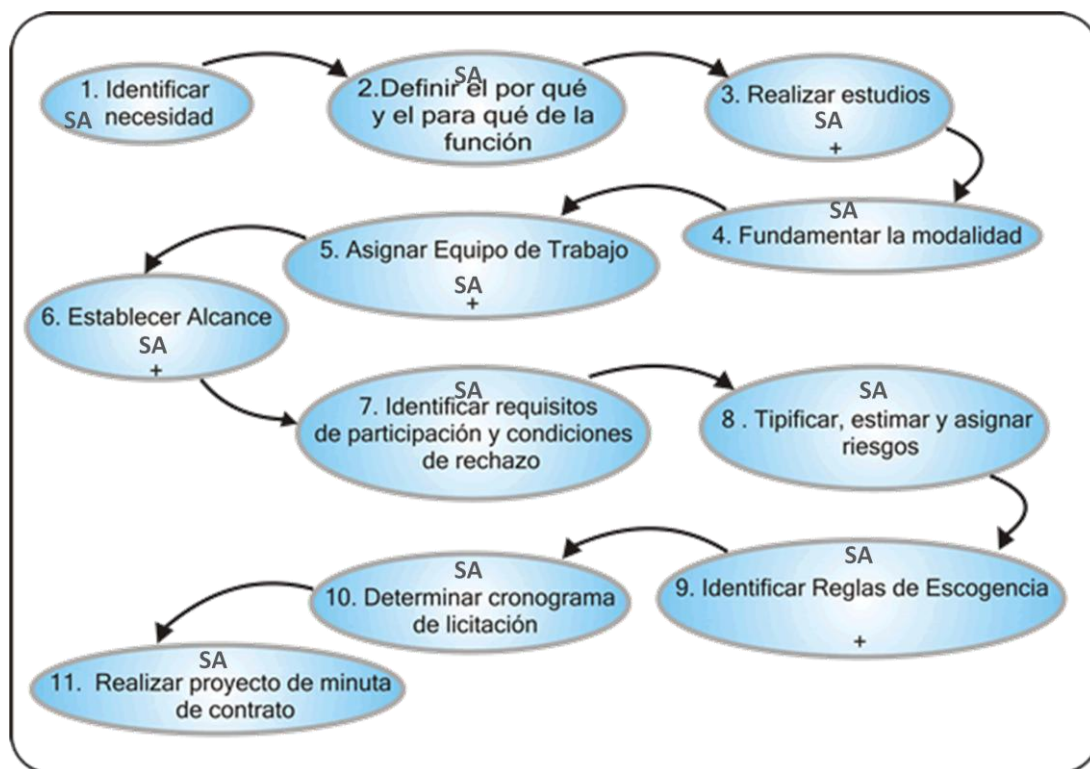 1. Identificar
SA necesidad
SA
2.Definir el por qué
y el para qué de la
función
3. Realizar estudios
SA
+
SA
4. Fundamentar la modalidad
5. Asignar Equipo de Trabajo
SA
+
6. Establecer Alcance
SA
+
SA
7. Identificar requisitos
de participación y condiciones
de rechazo
SA
8 . Tipificar, estimar y asignar
riesgos
SA
9. Identificar Reglas de Escogencia
+
SA
10. Determinar cronograma
de licitación
SA
11. Realizar proyecto de minuta
de contrato